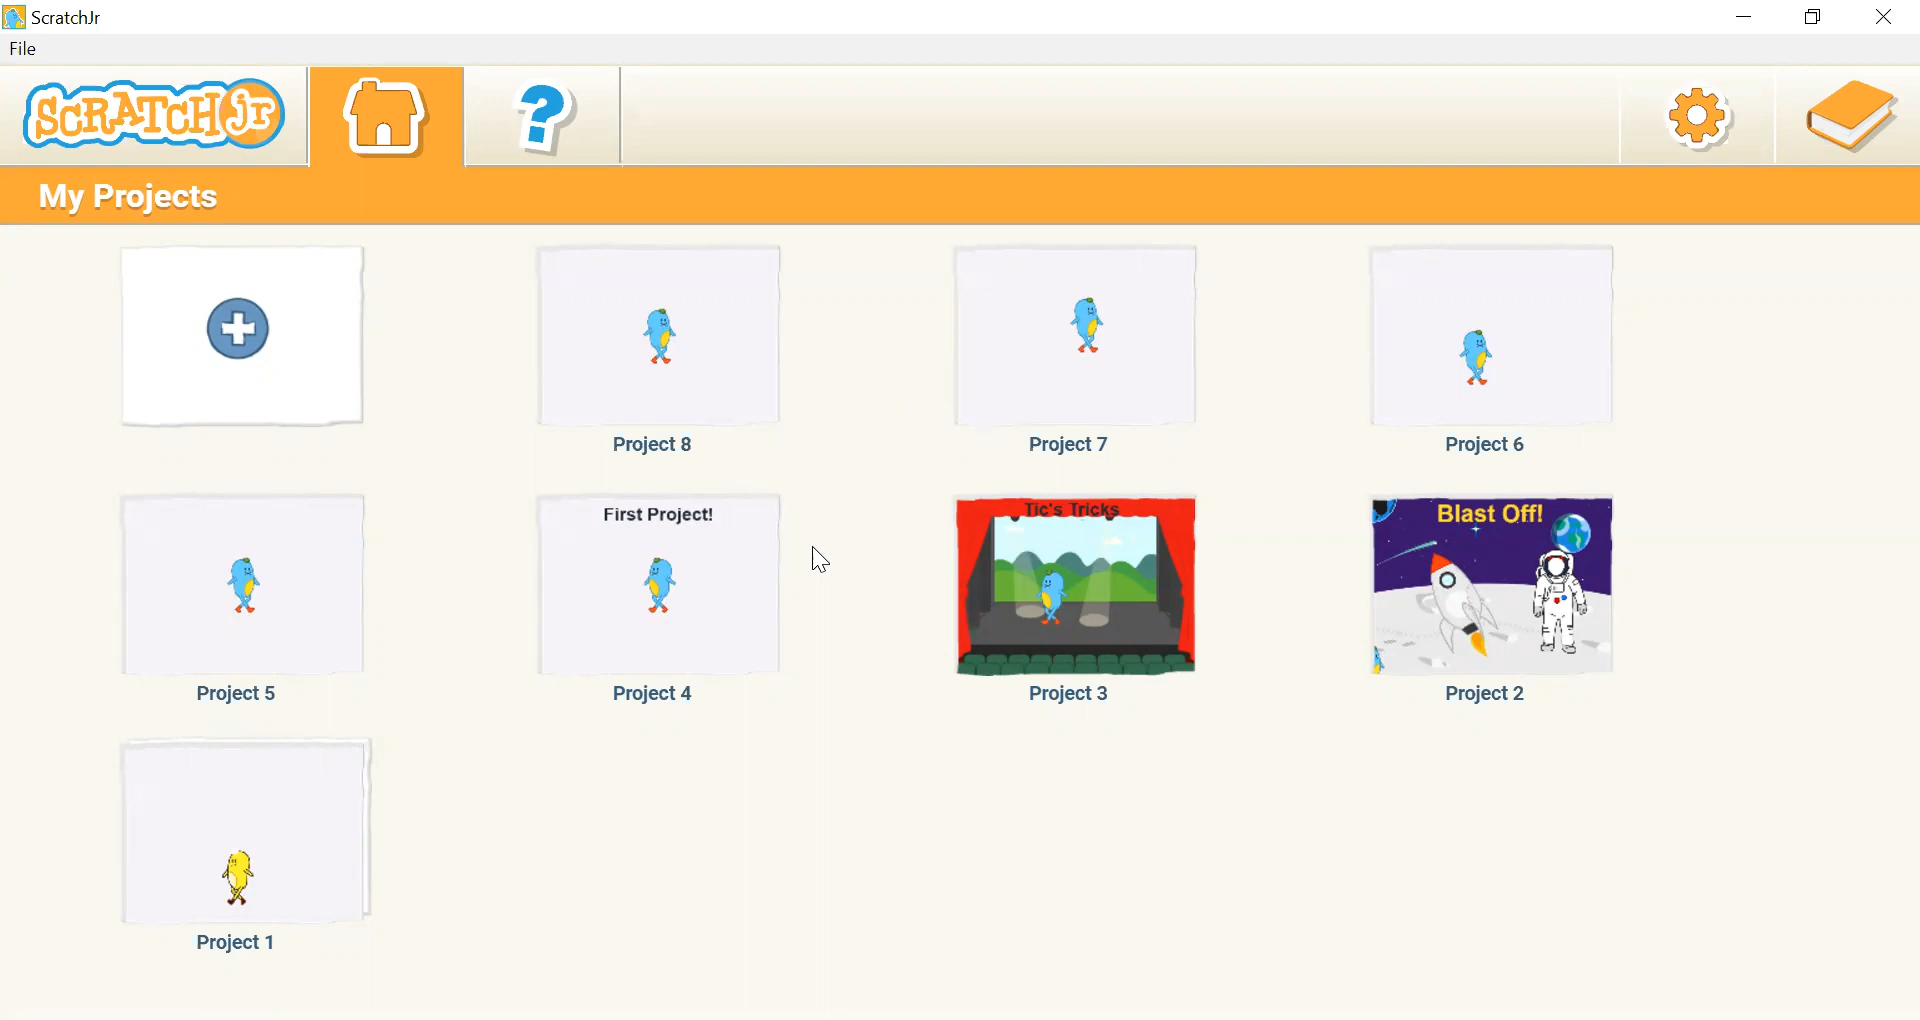 ScratchJr
File
SCRATCH Jr
?
My Projects
Project 8
Project 7
Project 6
First Project!
Tic's Tricks
Blast Off!
Project 5
Project 4
Project 3
Project 2
Project 1